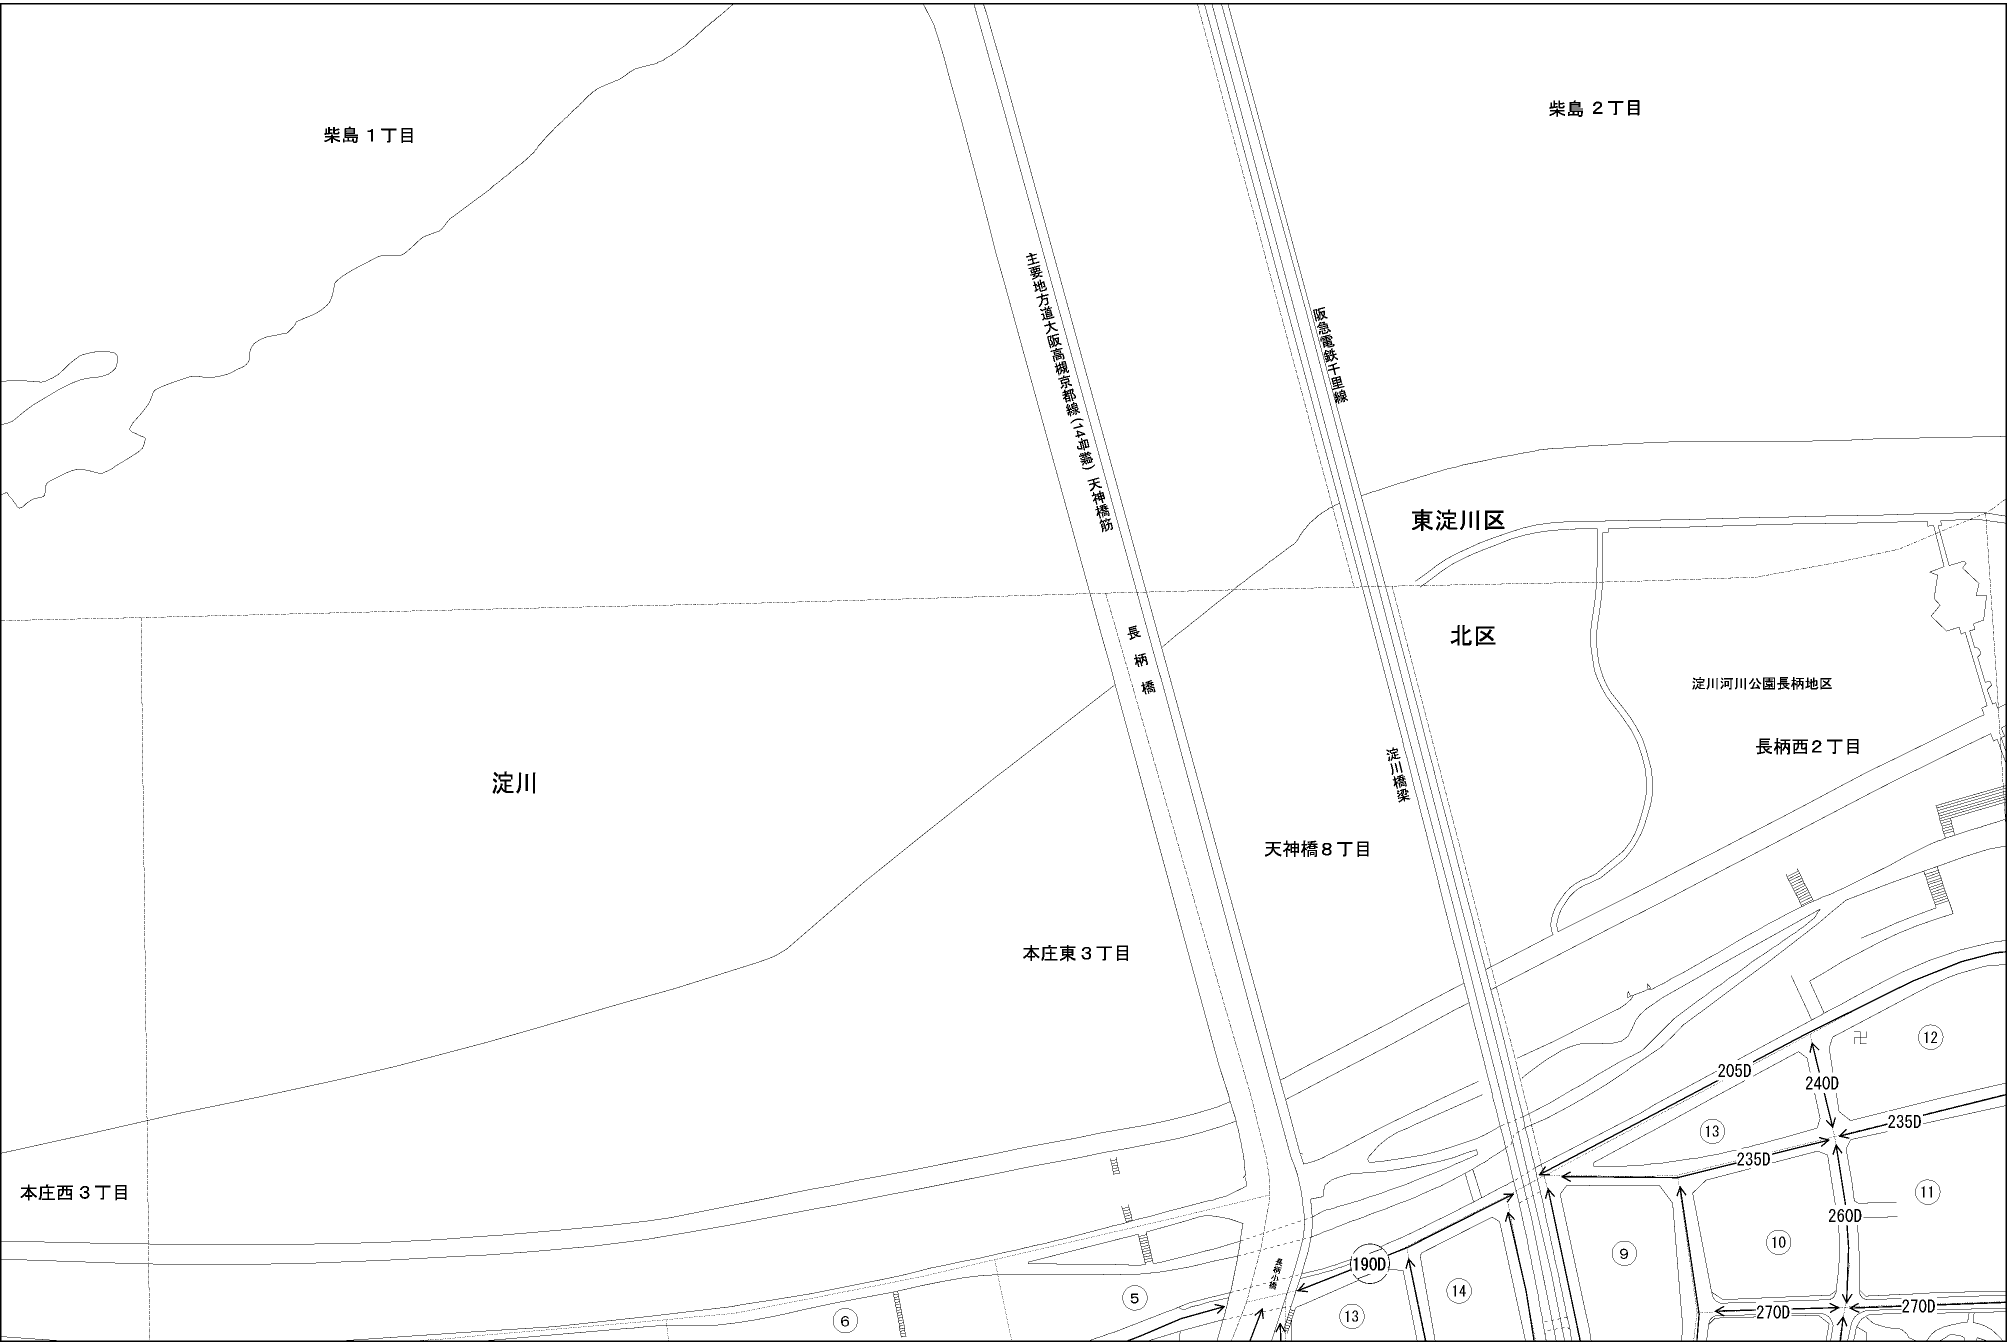 柴島１丁目
柴島２丁目
主要地方道大阪高槻京都線（14号線）天神橋筋
阪急電鉄千里線
東淀川区
北区
長柄橋
淀川河川公園長柄地区
長柄西２丁目
淀川
淀川橋梁
天神橋８丁目
本庄東３丁目
本庄西３丁目
205D
240D
卍
12
235D
13
235D
11
260D
10
9
190D
長柄小橋
14
13
5
6
270D
270D